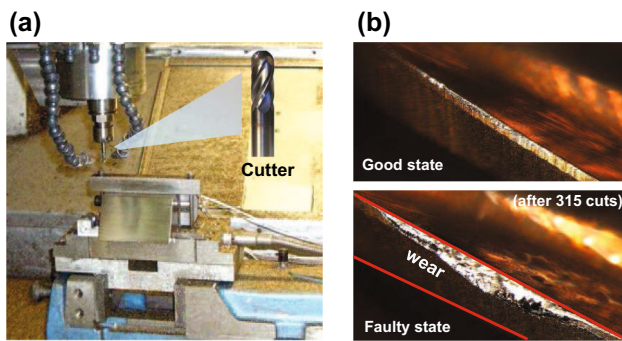 (a)
Cutter
(b)
Good state
(after 315 cuts)
wear
Faulty state